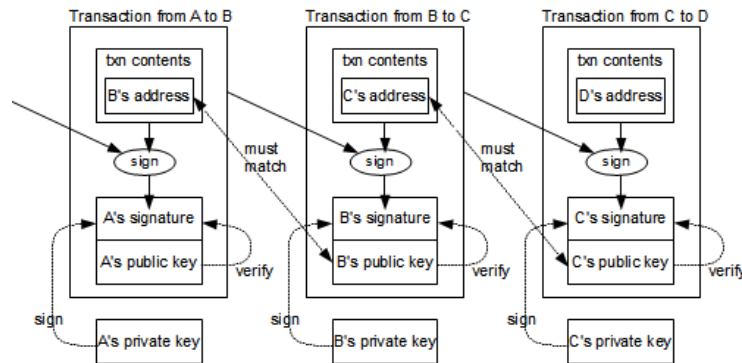 Transaction from A to B
txn contents
B's address
sign
A's signature
A's public key
verify
sign
A's private key
must
match
Transaction from B to C
txn contents
C's address
sign
B's signature
B's public key
verify
sign
B's private key
must
match
Transaction from C to D
txn contents
D's address
sign
C's signature
C's public key
verify
sign
C's private key